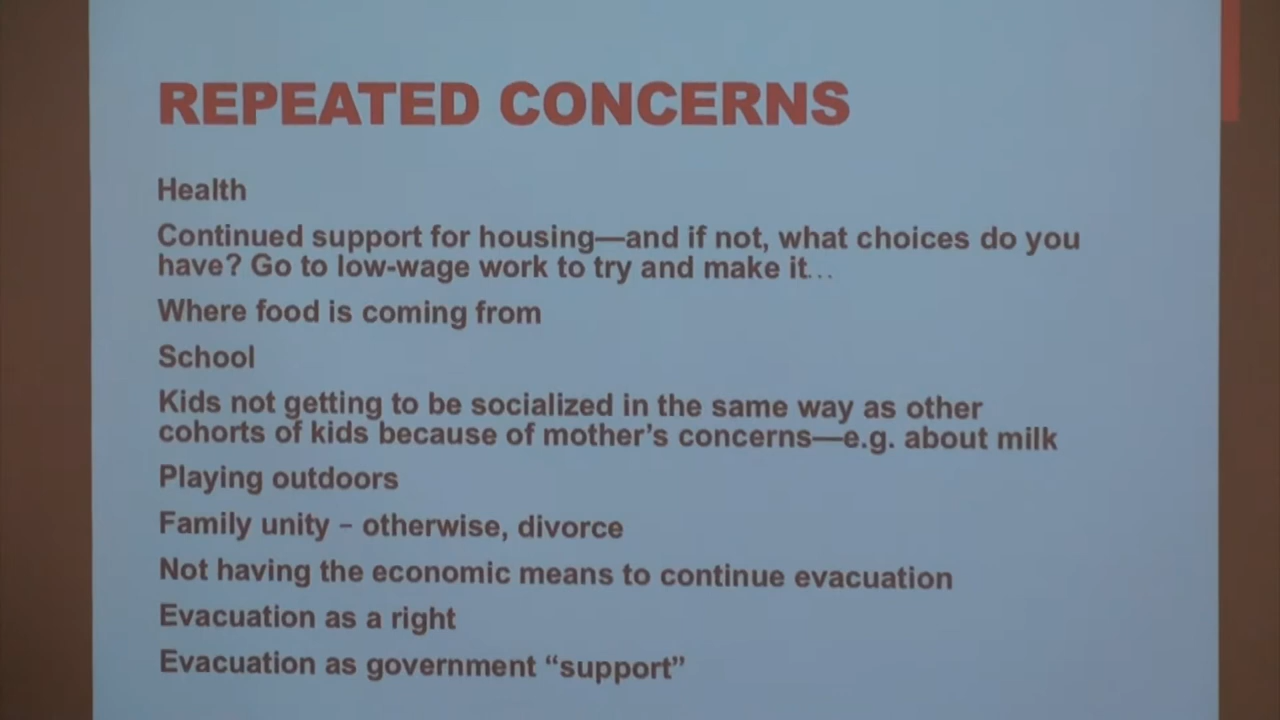 REPEATED CONCERNS
Health
Continued support for housing—and if not, what choices do you
have? Go to low-wage work to try and make it…
Where food is coming from
School
Kids not getting to be socialized in the same way as other
cohorts of kids because of mother’s concerns—e.g. about milk
Playing outdoors
Family unity – otherwise, divorce
Not having the economic means to continue evacuation
Evacuation as a right
Evacuation as government “support”